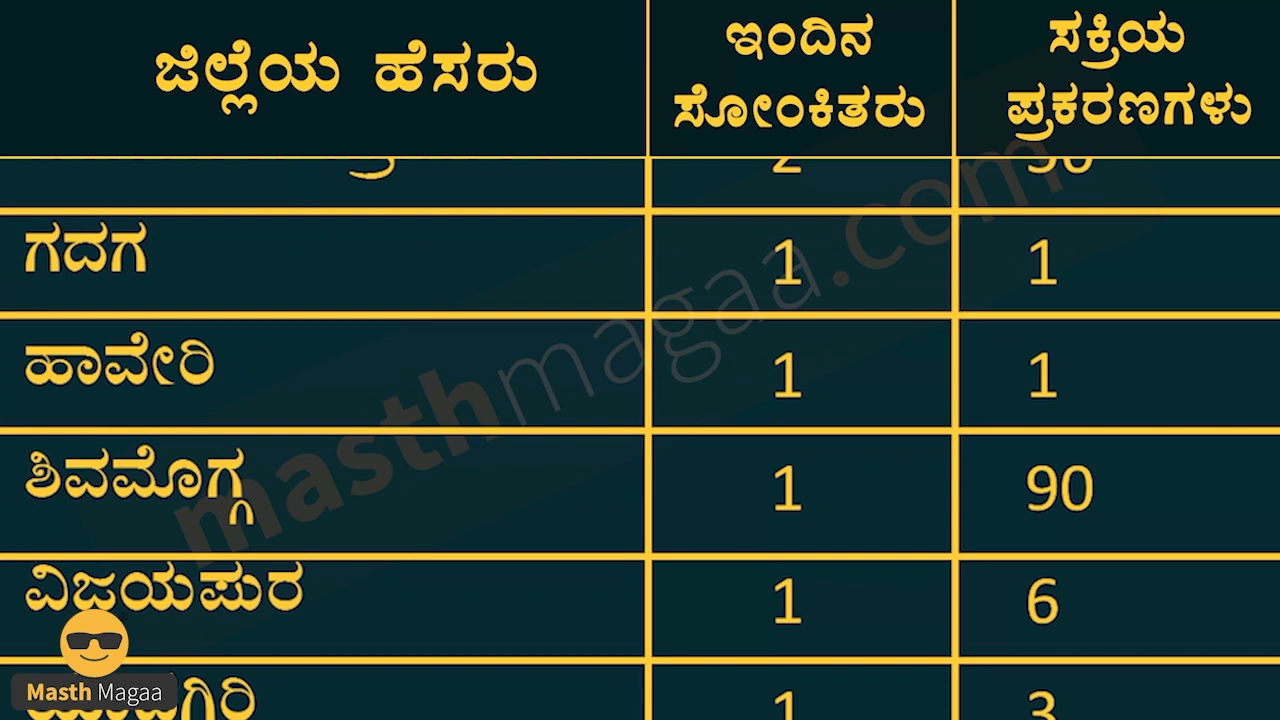 ಜಿಲ್ಲೆಯ ಹೆಸರು
ಇಂದಿನ
ಸೋಂಕಿತರು
ಸಕ್ರಿಯ
ಪ್ರಕರಣಗಳು
ಗದಗ 1 1
ಹಾವೇರಿ 1 1
ಶಿವಮೊಗ್ಗ 1 90
ವಿಜಯಪುರ 1 6
1 3
masthmagaa.com
Masth Magaa